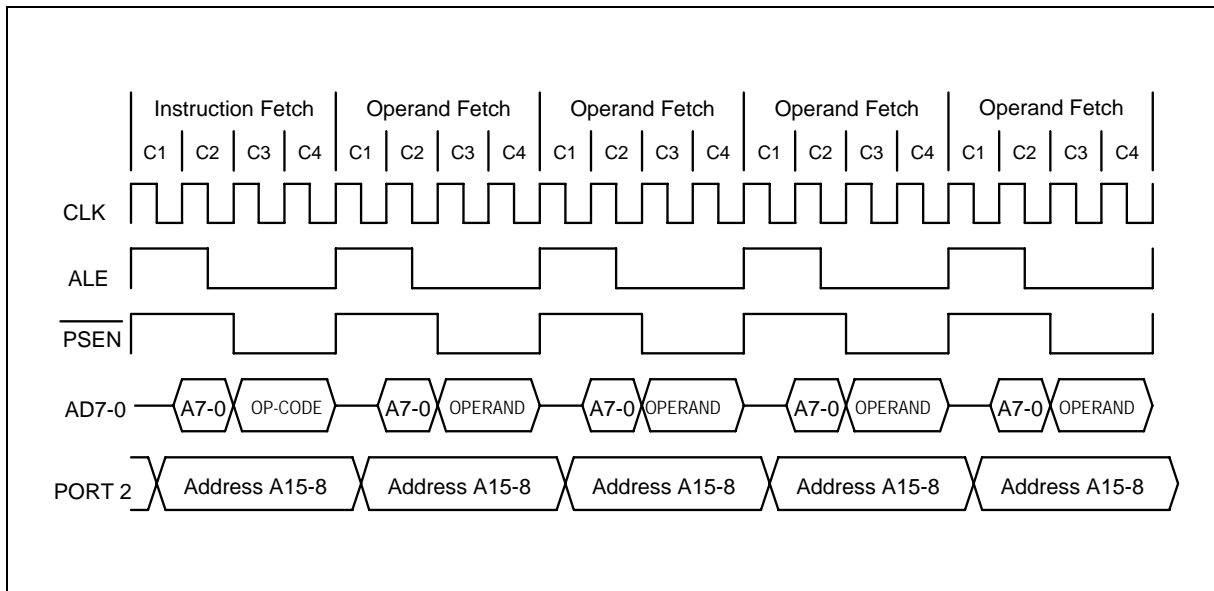 Instruction Fetch Operand Fetch Operand Fetch Operand Fetch Operand Fetch
C1 C2 C3 C4 C1 C2 C3 C4 C1 C2 C3 C4 C1 C2 C3 C4 C1 C2 C3 C4
CLK
ALE
PSEN
AD7-0 A7-0 OP-CODE A7-0 OPERAND A7-0 OPERAND A7-0 OPERAND A7-0 OPERAND
PORT 2 Address A15-8 Address A15-8 Address A15-8 Address A15-8 Address A15-8